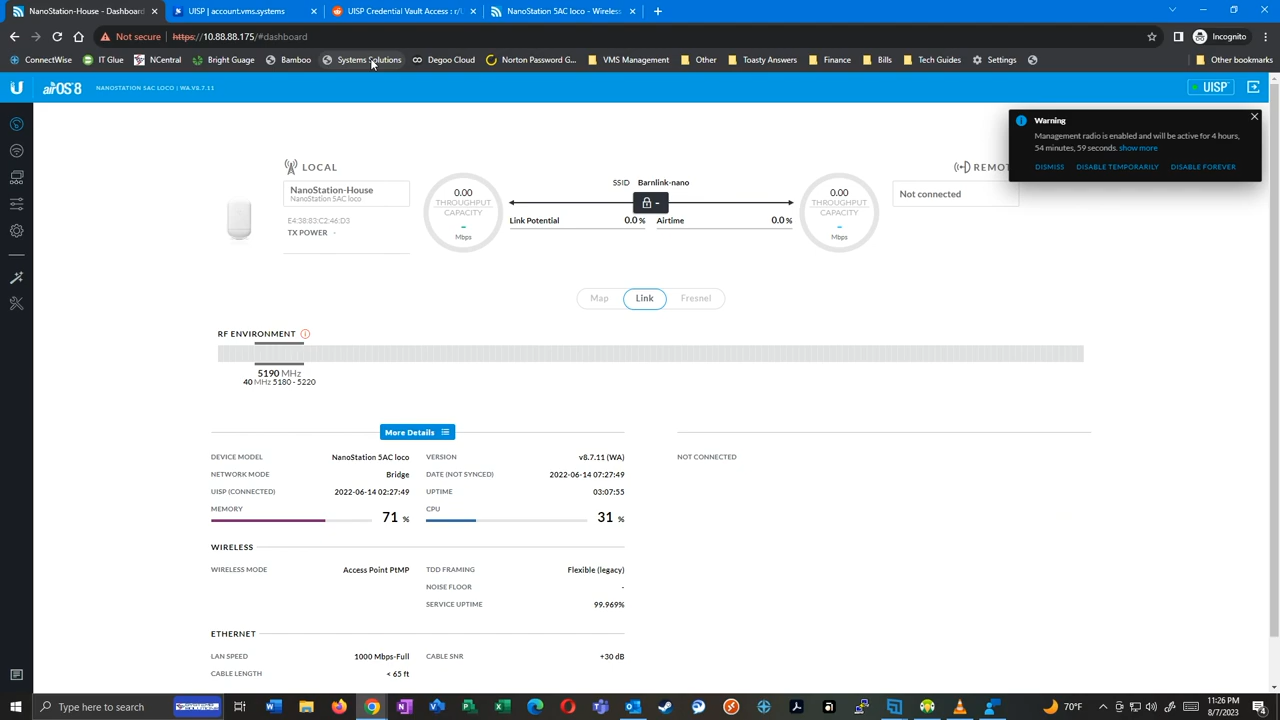 NanoStation-House - Dashboard
UISP | account.vms.systems
UISP Credential Vault Access : r/U
NanoStation 5AC loco - Wireless
Not secure
https://10.88.88.175/#dashboard
Incognito
ConnectWise
IT Glue
NCentral
Bright Guage
Bamboo
Systems Solutions
Degoo Cloud
Norton Password G...
VMS Management
Other
Toasty Answers
Finance
Bills
Tech Guides
Settings
Other bookmarks
airOS 8
NANOSTATION 5AC LOCO | WA.V8.7.11
UISP
Warning
Management radio is enabled and will be active for 4 hours,
54 minutes, 59 seconds. show more
DISMISS
DISABLE TEMPORARILY
DISABLE FOREVER
LOCAL
NanoStation-House
NanoStation 5AC loco
E4:38:83:C2:46:D3
TX POWER -
0.00
THROUGHPUT
CAPACITY
-
Mbps
SSID Barnlink-nano
-
Link Potential 0.0 %
Airtime 0.0 %
0.00
THROUGHPUT
CAPACITY
-
Mbps
REMO
Not connected
Map
Link
Fresnel
RF ENVIRONMENT
5190 MHz
40 MHz 5180 - 5220
More Details
DEVICE MODEL NanoStation 5AC loco
VERSION v8.7.11 (WA)
NETWORK MODE Bridge
DATE (NOT SYNCED) 2022-06-14 07:27:49
UISP (CONNECTED) 2022-06-14 02:27:49
UPTIME 03:07:55
MEMORY 71 %
CPU 31 %
NOT CONNECTED
WIRELESS
WIRELESS MODE Access Point PtMP
TDD FRAMING Flexible (legacy)
NOISE FLOOR -
SERVICE UPTIME 99.969%
ETHERNET
LAN SPEED 1000 Mbps-Full
CABLE SNR +30 dB
CABLE LENGTH < 65 ft
Type here to search
70°F
11:26 PM
8/7/2023